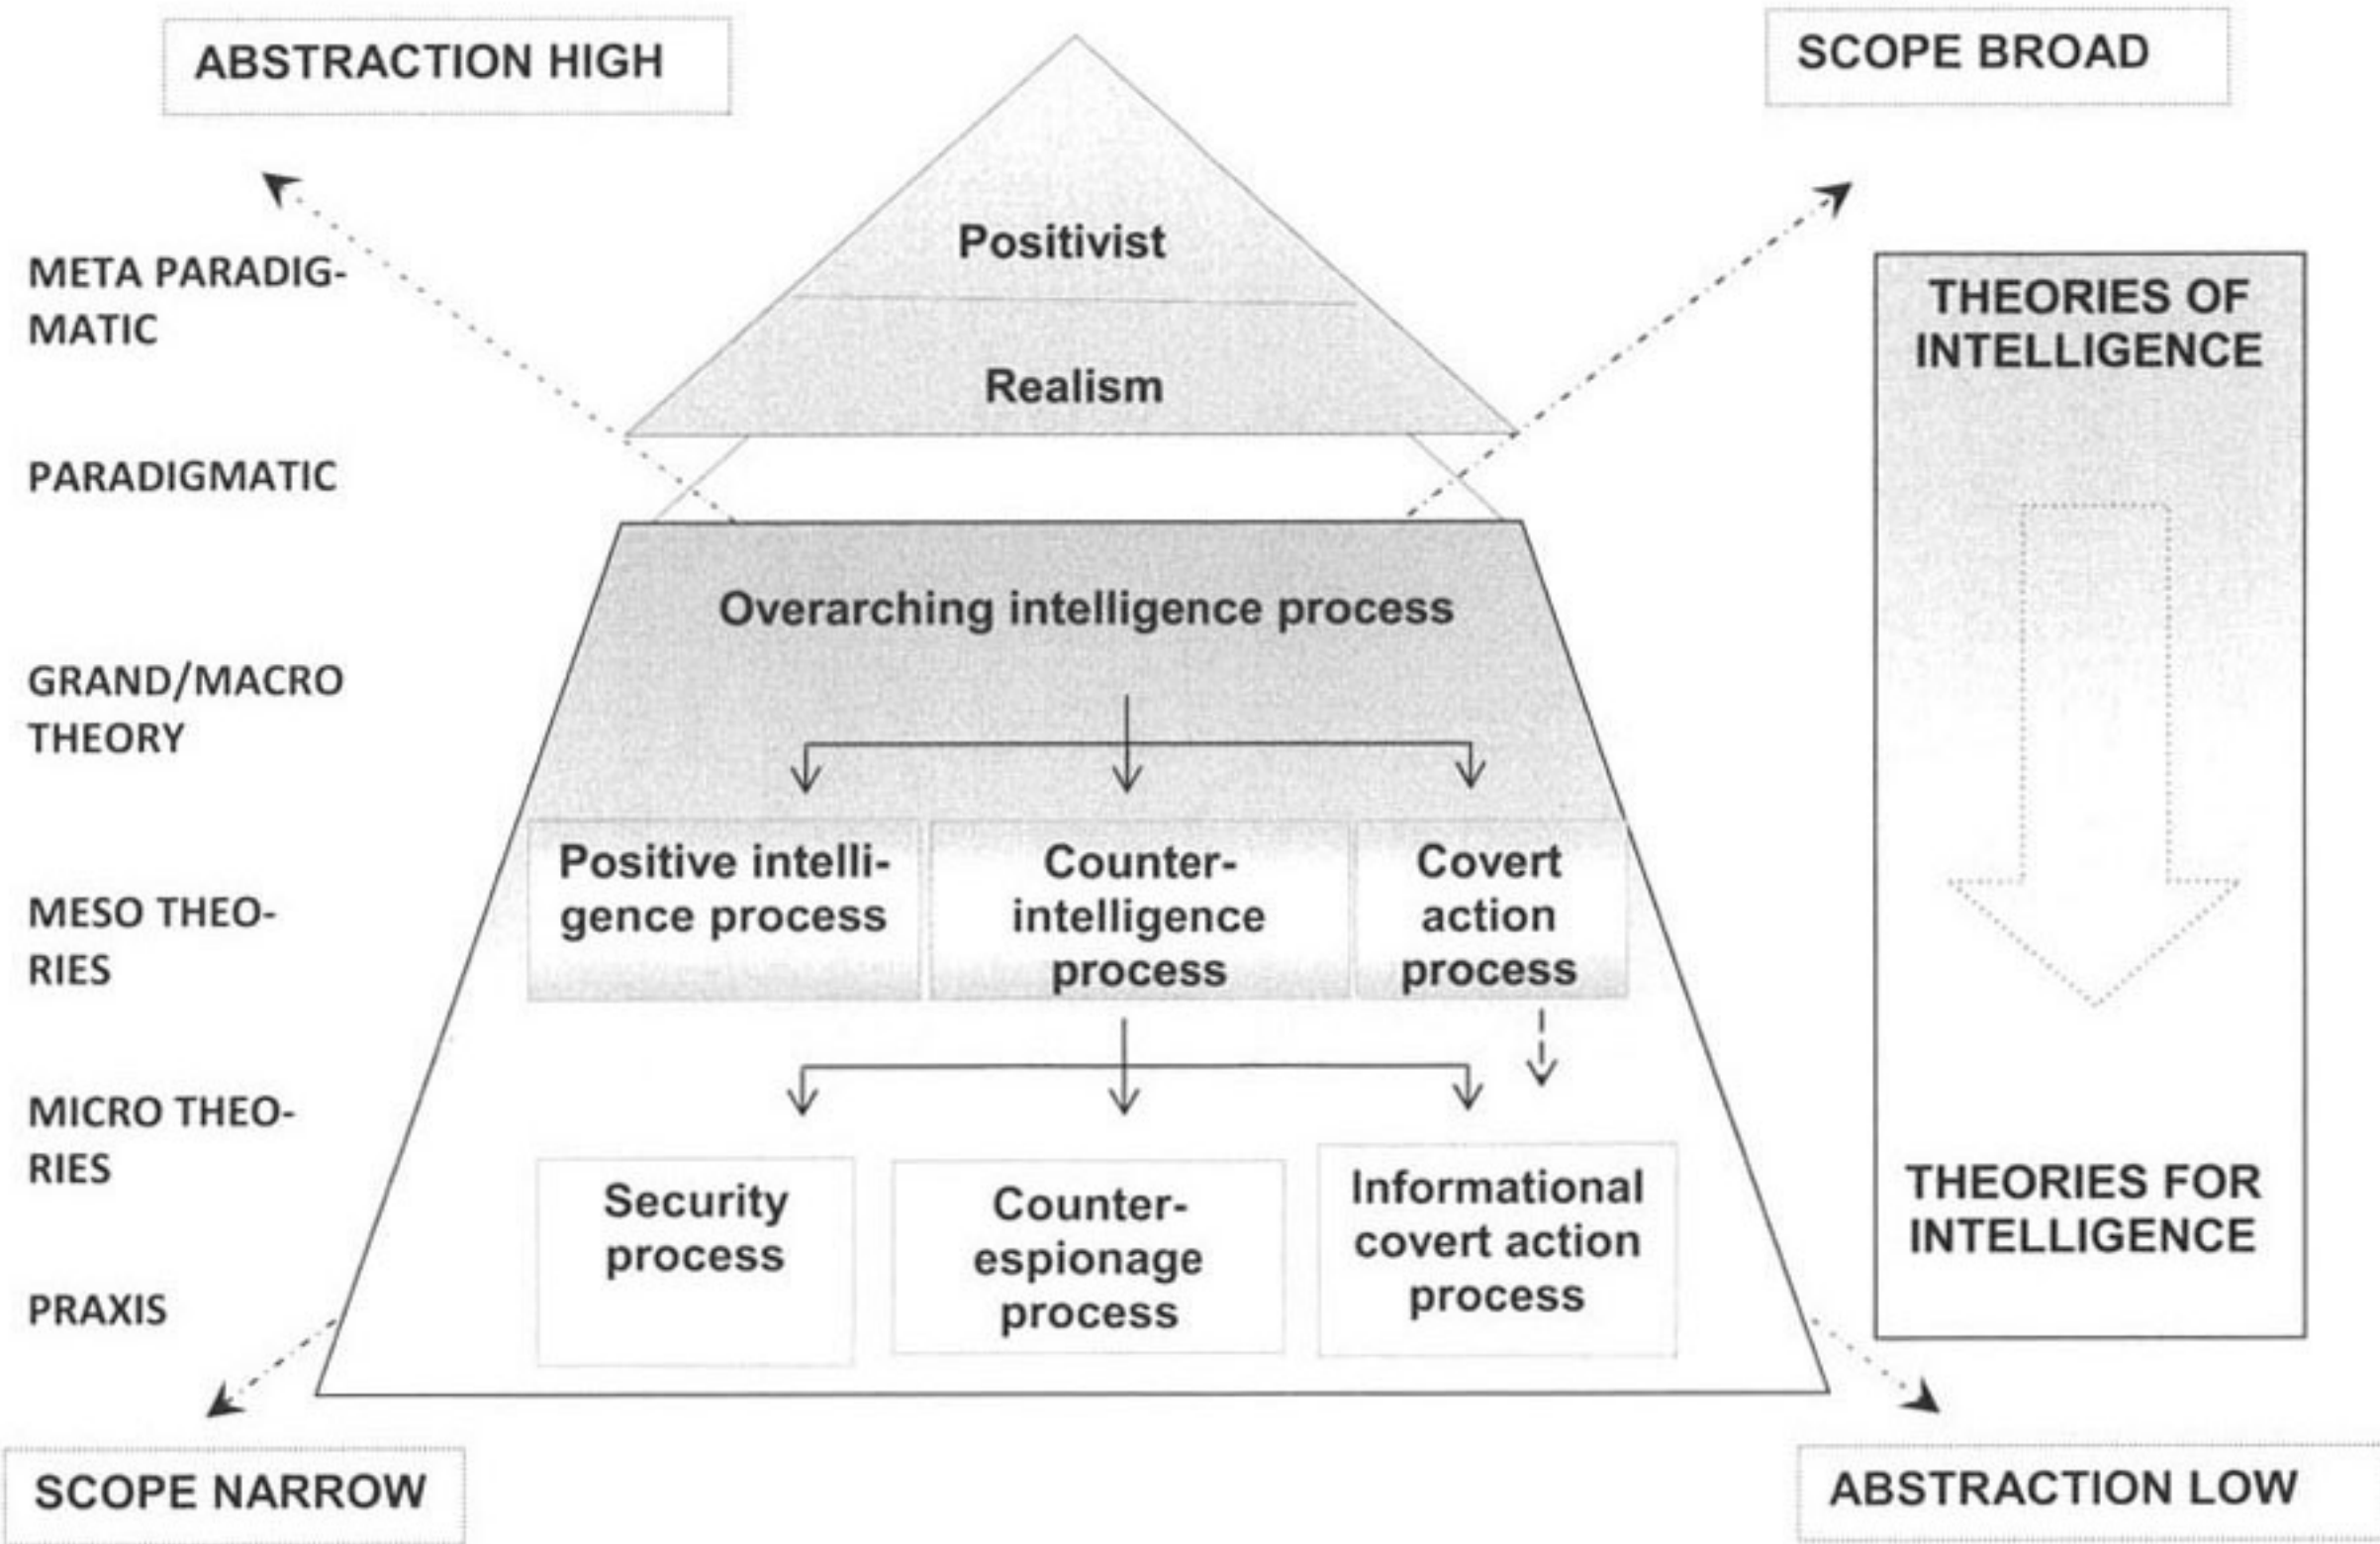 ABSTRACTION HIGH
SCOPE BROAD
META PARADIG-
MATIC
PARADIGMATIC
GRAND/MACRO
THEORY
MESO THEO-
RIES
MICRO THEO-
RIES
PRAXIS
Positivist
Realism
Overarching intelligence process
Positive intelli-
gence process
Counter-
intelligence
process
Covert
action
process
Security
process
Counter-
espionage
process
Informational
covert action
process
THEORIES OF
INTELLIGENCE
THEORIES FOR
INTELLIGENCE
SCOPE NARROW
ABSTRACTION LOW